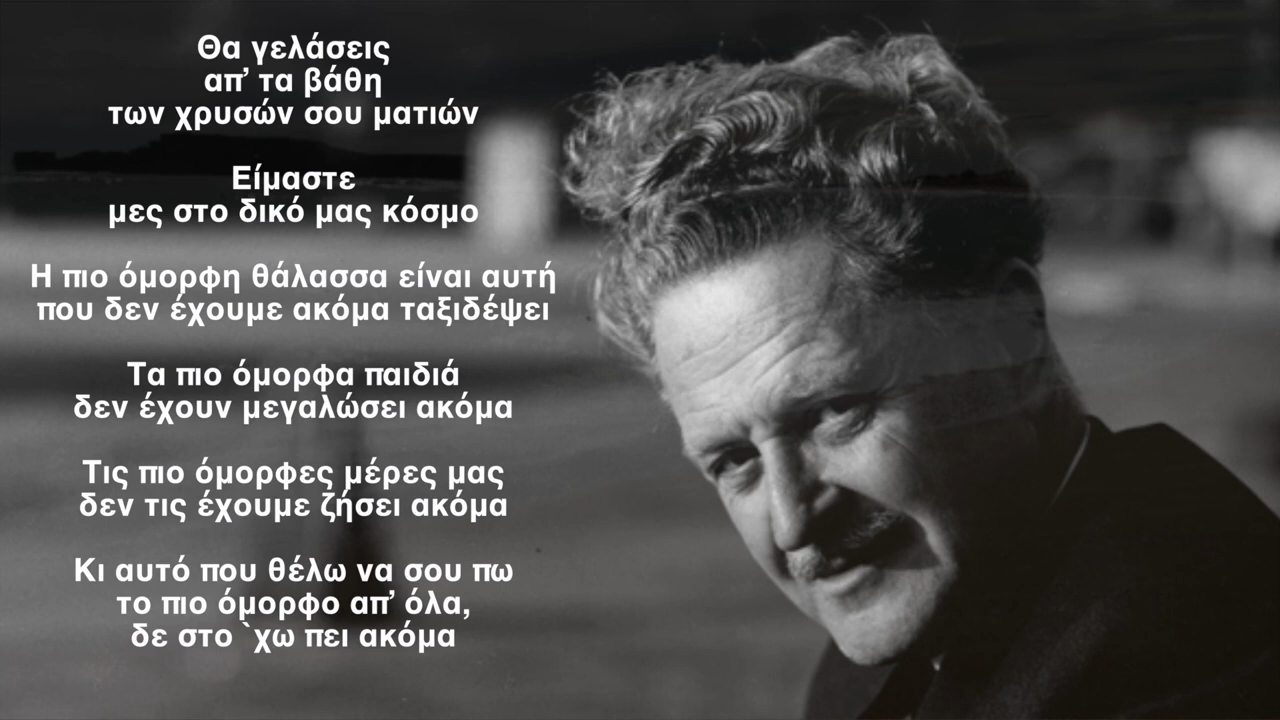 Θα γελάσεις
απ’ τα βάθη
των χρυσών σου ματιών
Είμαστε
μες στο δικό μας κόσμο
Η πιο όμορφη θάλασσα είναι αυτή
που δεν έχουμε ακόμα ταξιδέψει
Τα πιο όμορφα παιδιά
δεν έχουν μεγαλώσει ακόμα
Τις πιο όμορφες μέρες μας
δεν τις έχουμε ζήσει ακόμα
Κι αυτό που θέλω να σου πω
το πιο όμορφο απ’ όλα,
δε στο `χω πει ακόμα